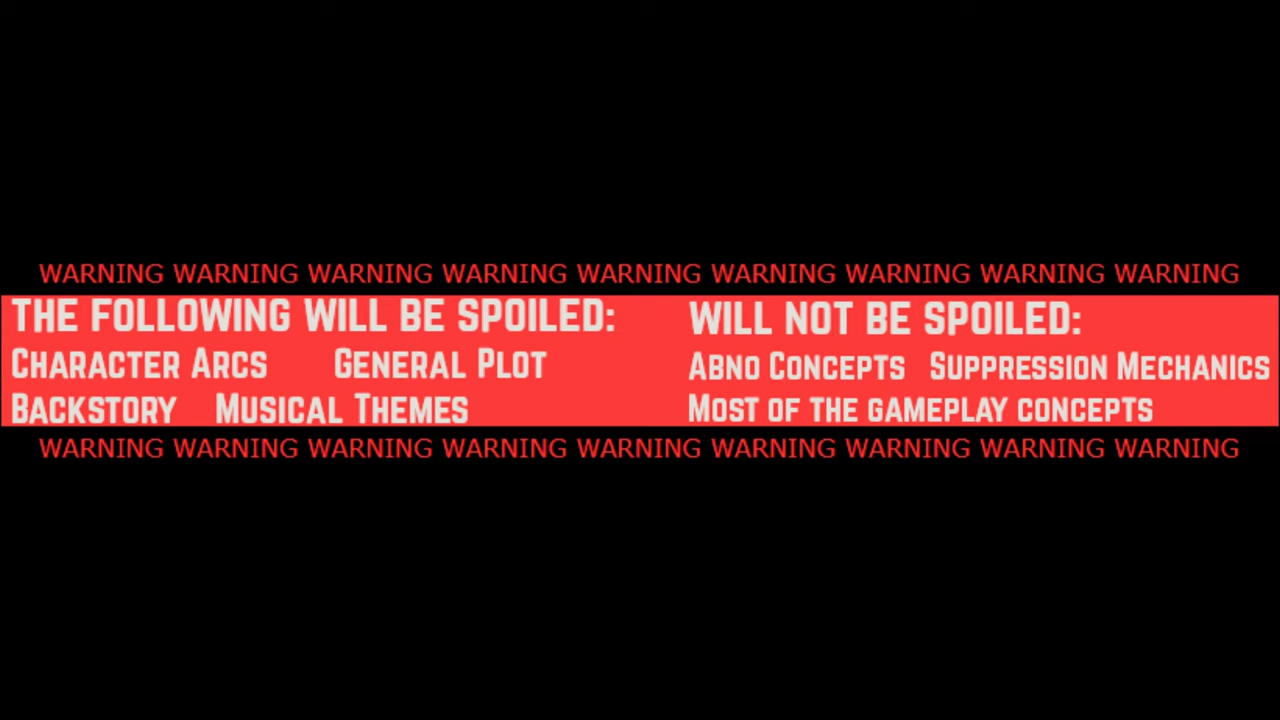 WARNING WARNING WARNING WARNING WARNING WARNING WARNING WARNING WARNING
THE FOLLOWING WILL BE SPOILED:
Character Arcs General Plot
Backstory Musical Themes
WILL NOT BE SPOILED:
Abno Concepts Suppression Mechanics
Most of the gameplay concepts
WARNING WARNING WARNING WARNING WARNING WARNING WARNING WARNING WARNING